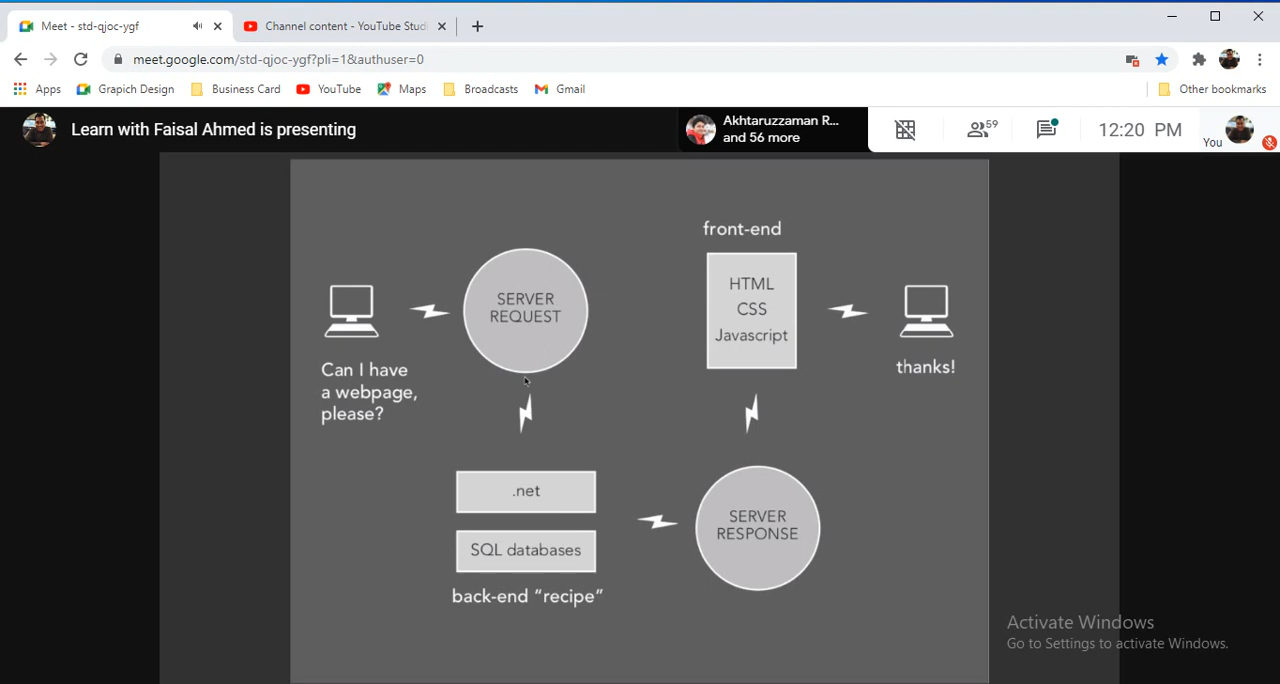 Meet - std-qjoc-ygf
Channel content - YouTube Studi
meet.google.com/std-qjoc-ygf?pli=1&authuser=0
Apps
Grapich Design
Business Card
YouTube
Maps
Broadcasts
Gmail
Other bookmarks
Learn with Faisal Ahmed is presenting
Akhtaruzzaman R...
and 56 more
59
12:20 PM
You
front-end
SERVER
REQUEST
HTML
CSS
Javascript
Can I have
a webpage,
please?
thanks!
.net
SQL databases
back-end “recipe”
SERVER
RESPONSE
Activate Windows
Go to Settings to activate Windows.